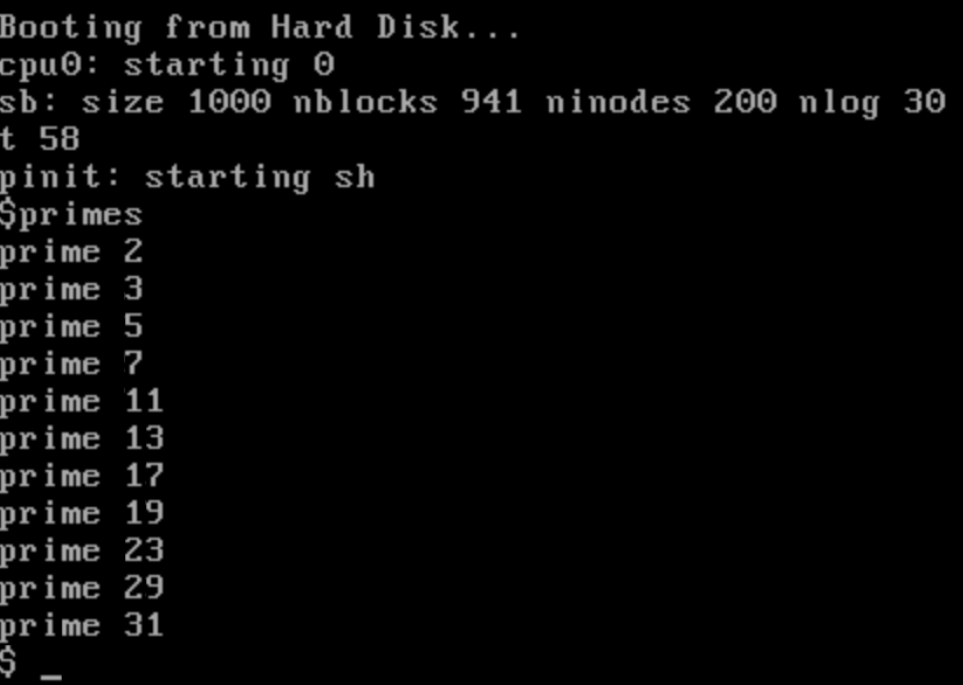 Booting from Hard Disk...
cpu0: starting 0
sb: size 1000 nblocks 941 ninodes 200 nlog 30
t 58
pinit: starting sh
$primes
prime 2
prime 3
prime 5
prime 7
prime 11
prime 13
prime 17
prime 19
prime 23
prime 29
prime 31
$ _